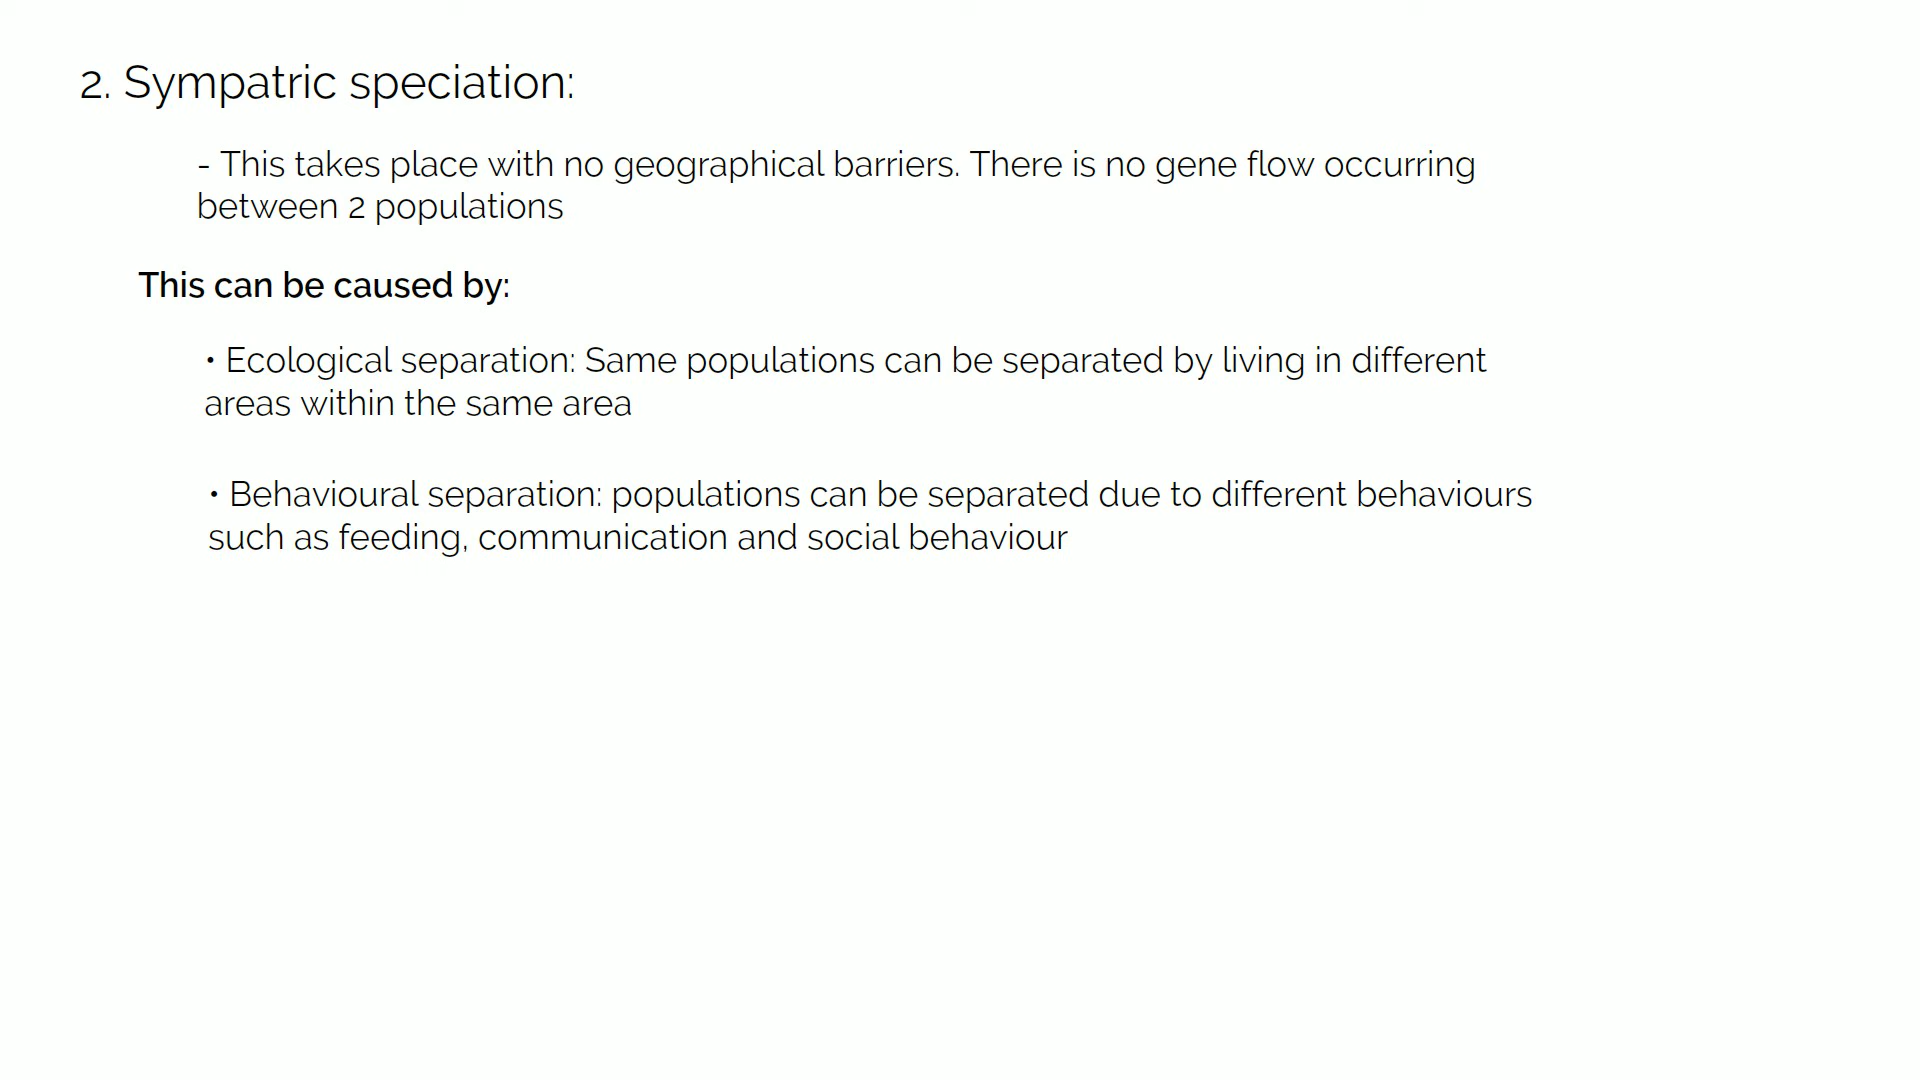 2. Sympatric speciation:
- This takes place with no geographical barriers. There is no gene flow occurring
between 2 populations
This can be caused by:
• Ecological separation: Same populations can be separated by living in different
areas within the same area
• Behavioural separation: populations can be separated due to different behaviours
such as feeding, communication and social behaviour